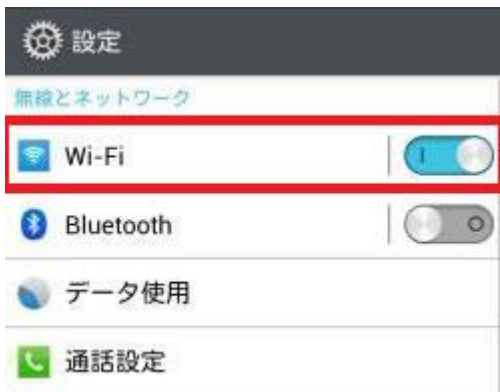 設定
無線とネットワーク
Wi-Fi
Bluetooth
データ使用
通話設定